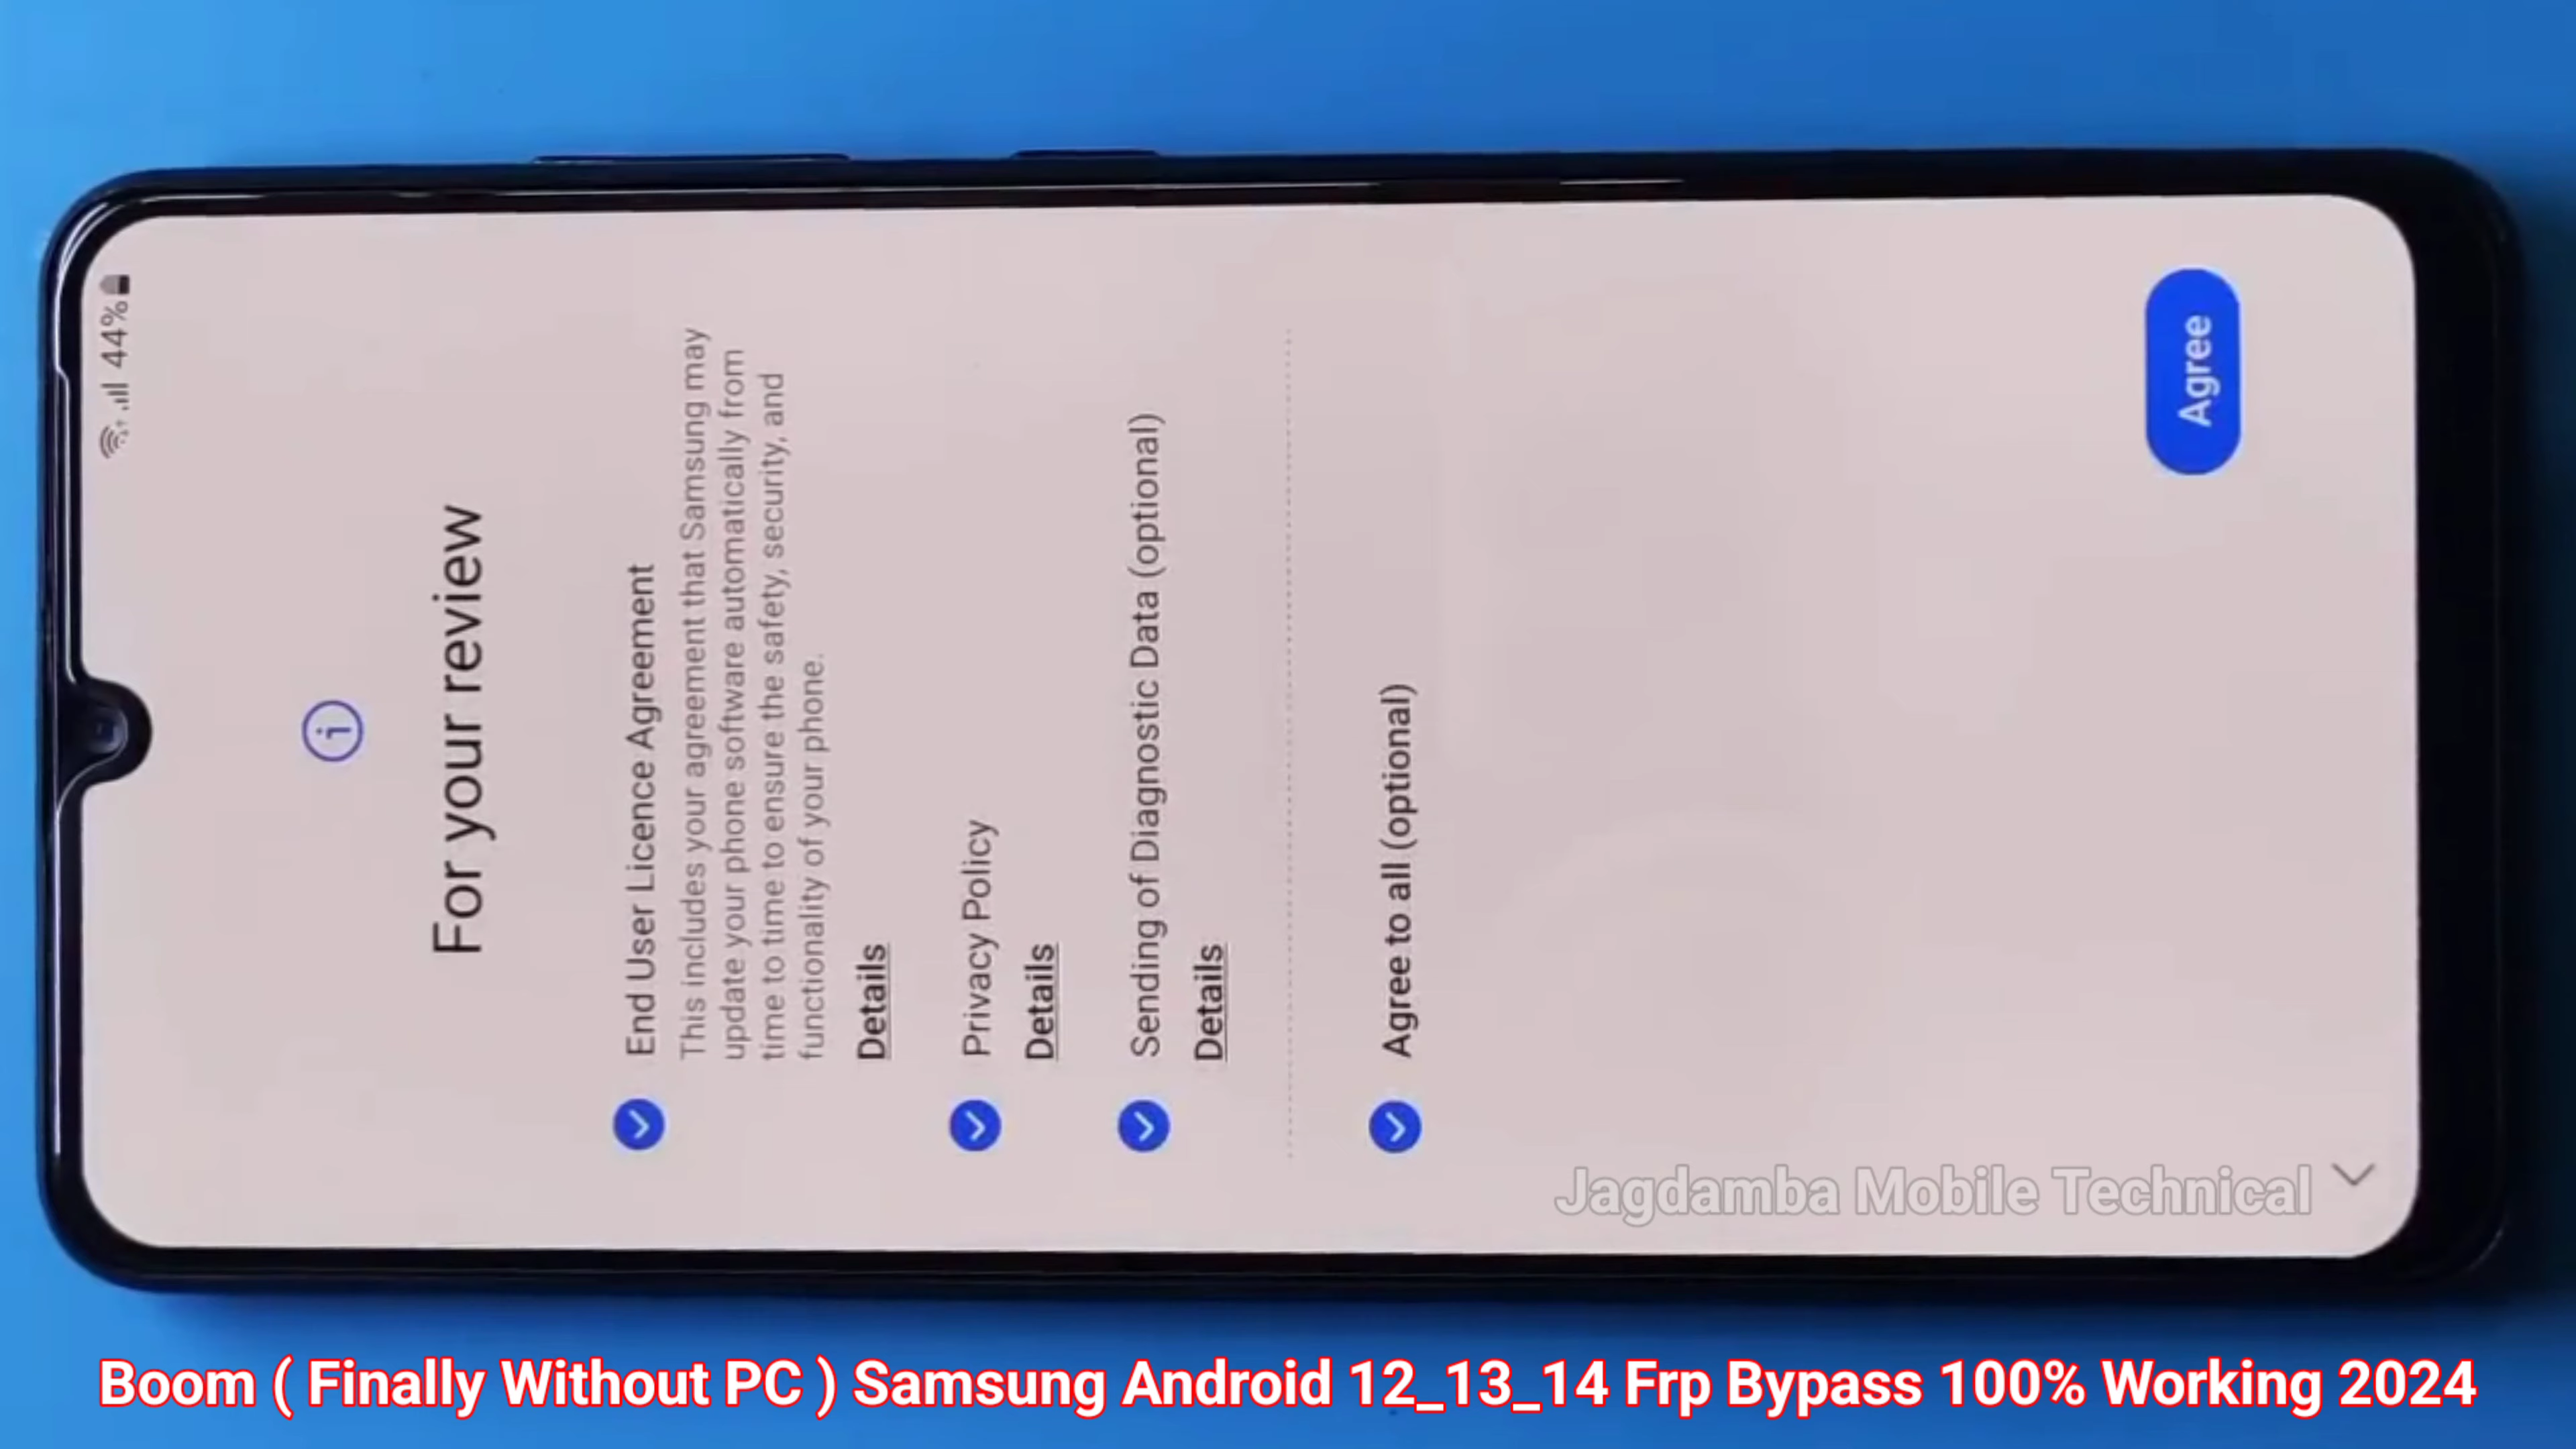 44%
For your review
End User Licence Agreement
This includes your agreement that Samsung may
update your phone software automatically from
time to time to ensure the safety, security, and
functionality of your phone.
Details
Privacy Policy
Details
Sending of Diagnostic Data (optional)
Details
Agree to all (optional)
Agree
Jagdamba Mobile Technical
Boom ( Finally Without PC ) Samsung Android 12_13_14 Frp Bypass 100% Working 2024